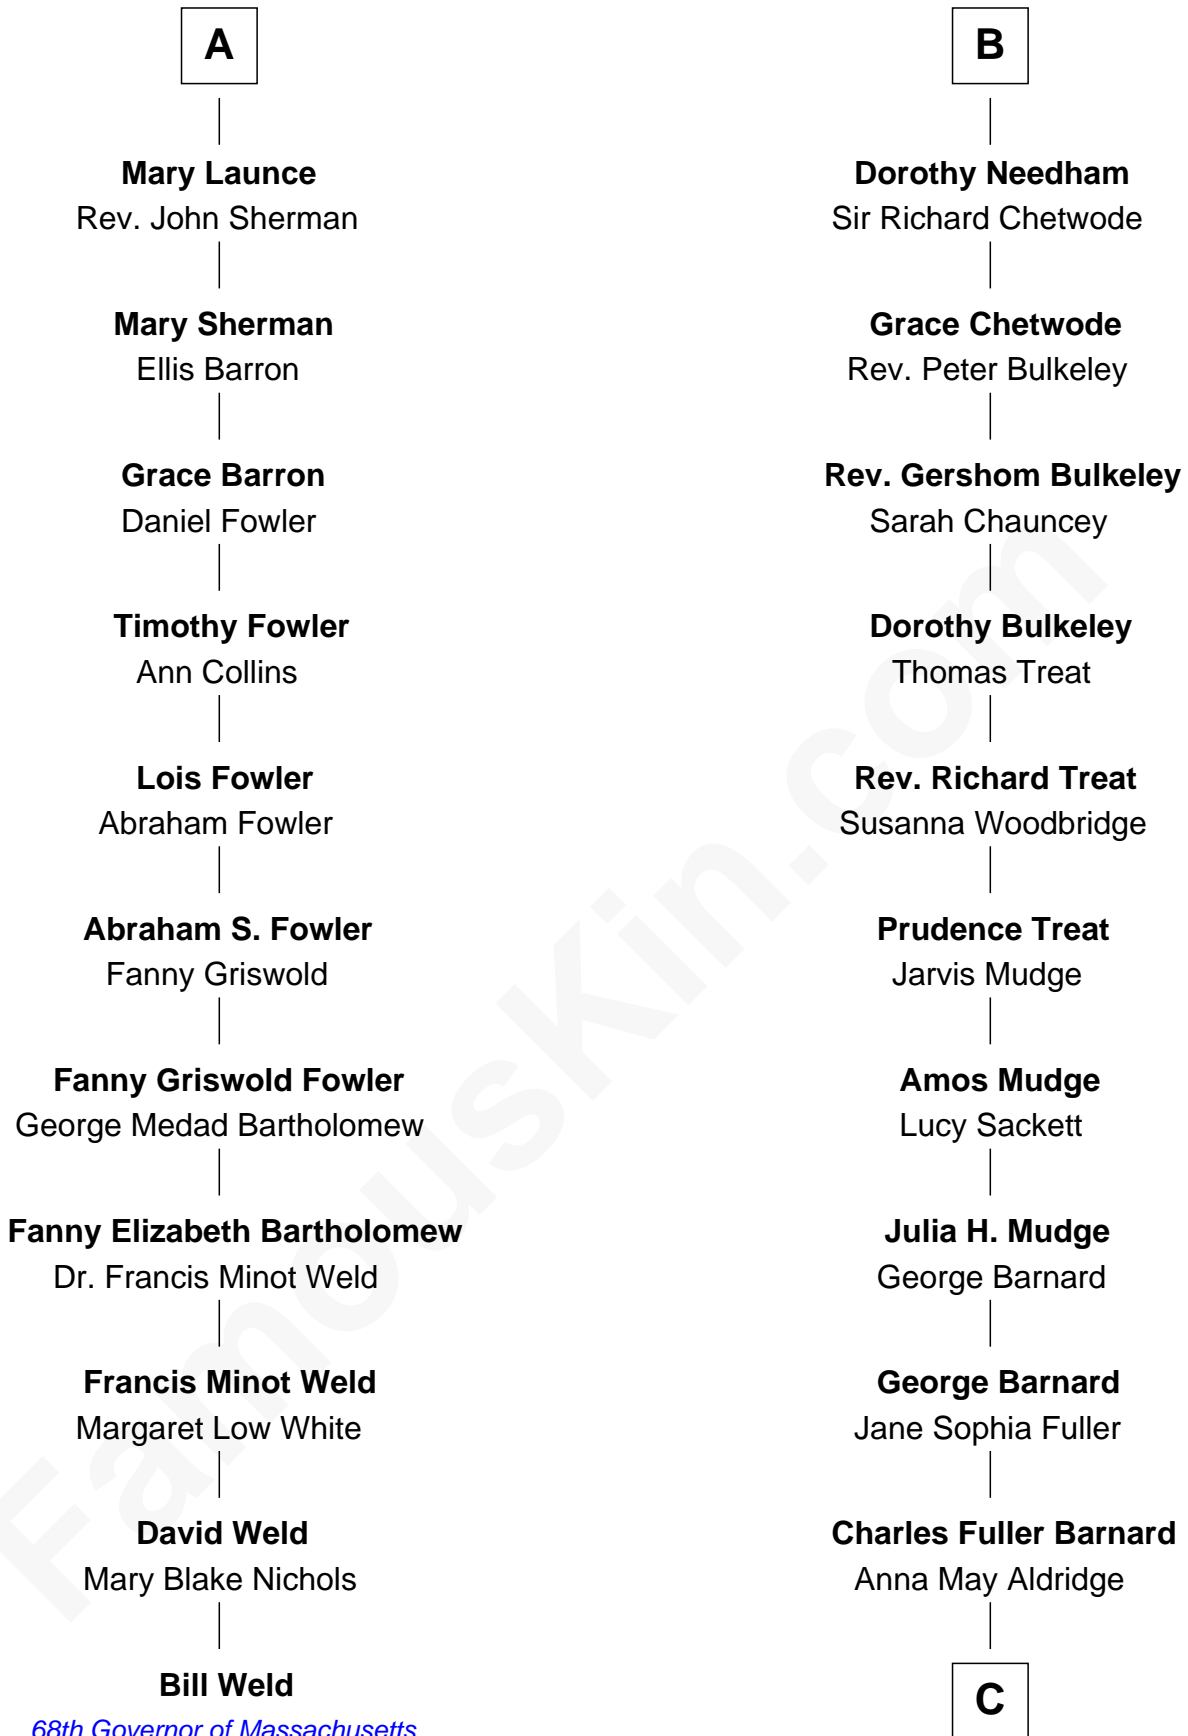 A
Mary Launce
Rev. John Sherman
Mary Sherman
Ellis Barron
Grace Barron
Daniel Fowler
Timothy Fowler
Ann Collins
Lois Fowler
Abraham Fowler
Abraham S. Fowler
Fanny Griswold
Fanny Griswold Fowler
George Medad Bartholomew
Fanny Elizabeth Bartholomew
Dr. Francis Minot Weld
Francis Minot Weld
Margaret Low White
David Weld
Mary Blake Nichols
Bill Weld
68th Governor of Massachusetts
B
Dorothy Needham
Sir Richard Chetwode
Grace Chetwode
Rev. Peter Bulkeley
Rev. Gershom Bulkeley
Sarah Chauncey
Dorothy Bulkeley
Thomas Treat
Rev. Richard Treat
Susanna Woodbridge
Prudence Treat
Jarvis Mudge
Amos Mudge
Lucy Sackett
Julia H. Mudge
George Barnard
George Barnard
Jane Sophia Fuller
Charles Fuller Barnard
Anna May Aldridge
C
FamousKin.com